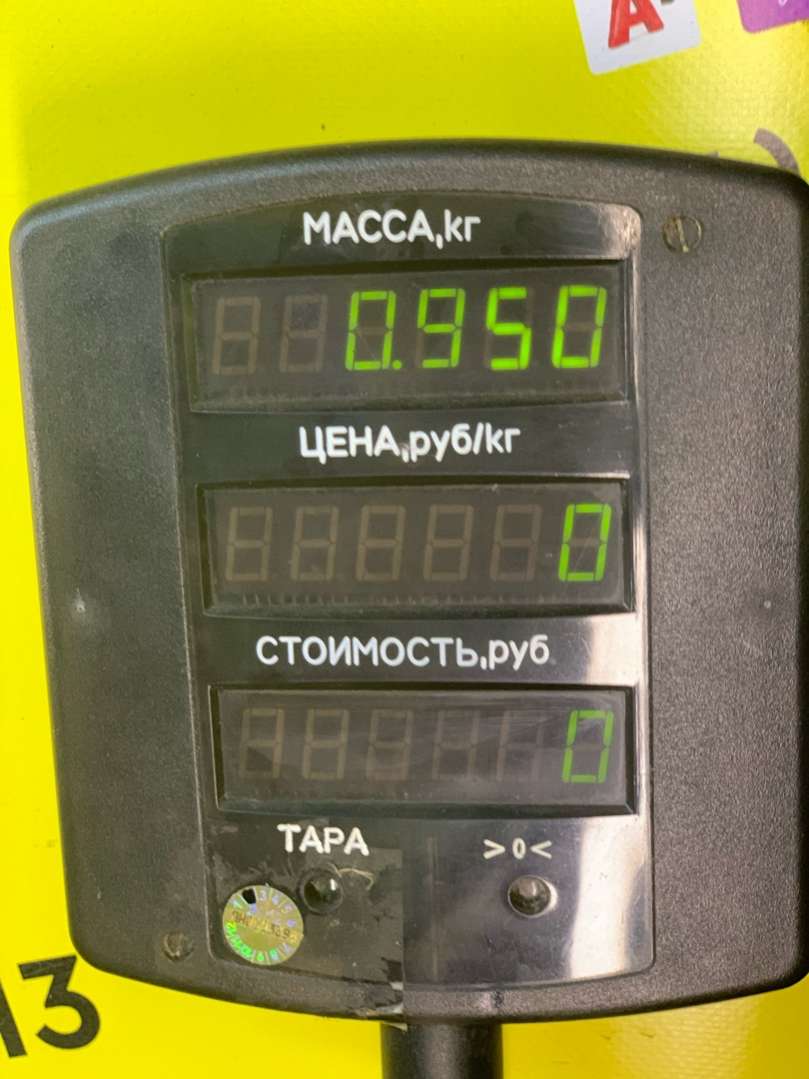 А
МАССА,кг
0.950
ЦЕНА,руб/кг
0
СТОИМОСТЬ,руб
0
ТАРА >0<
13